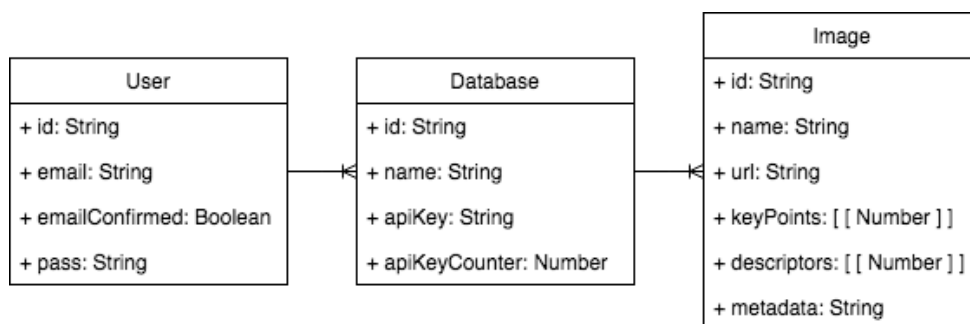 User
+ id: String
+ email: String
+ emailConfirmed: Boolean
+ pass: String
Database
+ id: String
+ name: String
+ apiKey: String
+ apiKeyCounter: Number
Image
+ id: String
+ name: String
+ url: String
+ keyPoints: [ [ Number ] ]
+ descriptors: [ [ Number ] ]
+ metadata: String